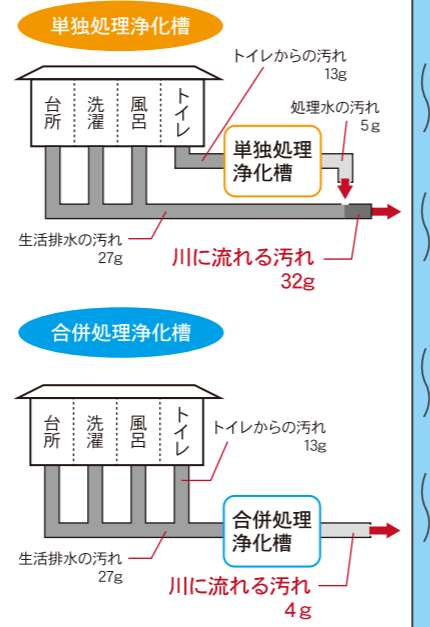 単独処理浄化槽
トイレからの汚れ
13g
処理水の汚れ
5g
台所
洗濯
風呂
トイレ
単独処理
浄化槽
生活排水の汚れ
27g
川に流れる汚れ
32g
合併処理浄化槽
台所
洗濯
風呂
トイレ
トイレからの汚れ
13g
合併処理
浄化槽
生活排水の汚れ
27g
川に流れる汚れ
4g